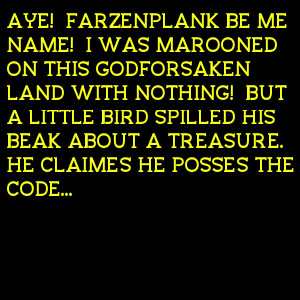 AYE!  FARZENPLANK BE ME
NAME!  I WAS MAROONED
ON THIS GODFORSAKEN
LAND WITH NOTHING!  BUT
A LITTLE BIRD SPILLED HIS
BEAK ABOUT A TREASURE.
HE CLAIMES HE POSSES THE
CODE...